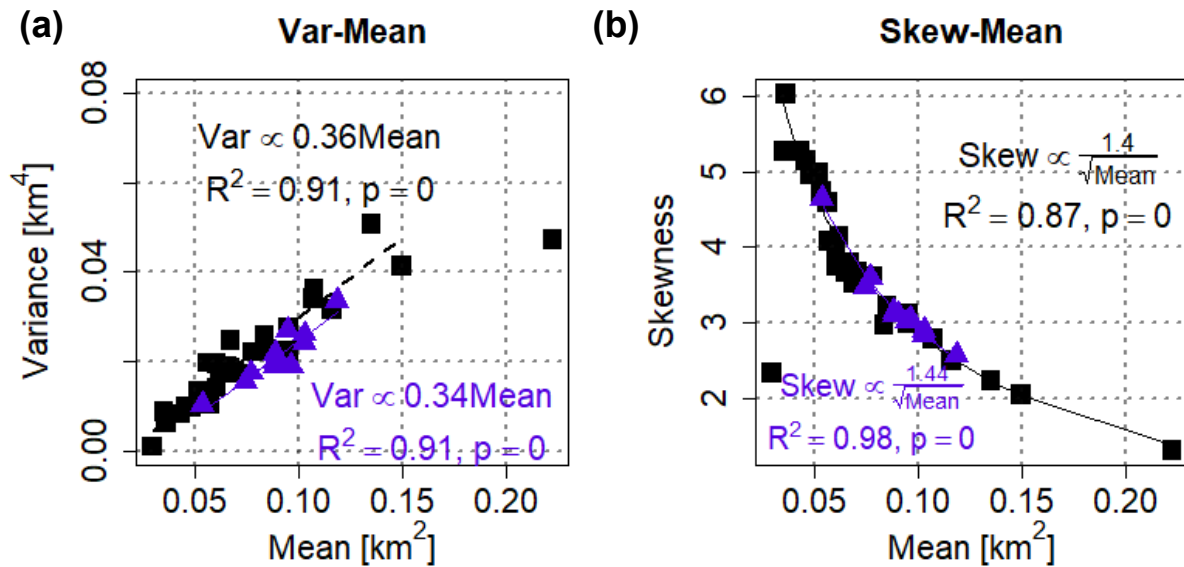 (a)
Var-Mean
0.08
0.04
0.00
Variance [km⁴]
Var ∝ 0.36Mean
R² = 0.91, p = 0
Var ∝ 0.34Mean
R² = 0.91, p = 0
0.05 0.10 0.15 0.20
Mean [km²]
(b)
Skew-Mean
6
5
4
3
2
Skewness
Skew ∝ 1.4/√Mean
R² = 0.87, p = 0
Skew ∝ 1.44/√Mean
R² = 0.98, p = 0
0.05 0.10 0.15 0.20
Mean [km²]